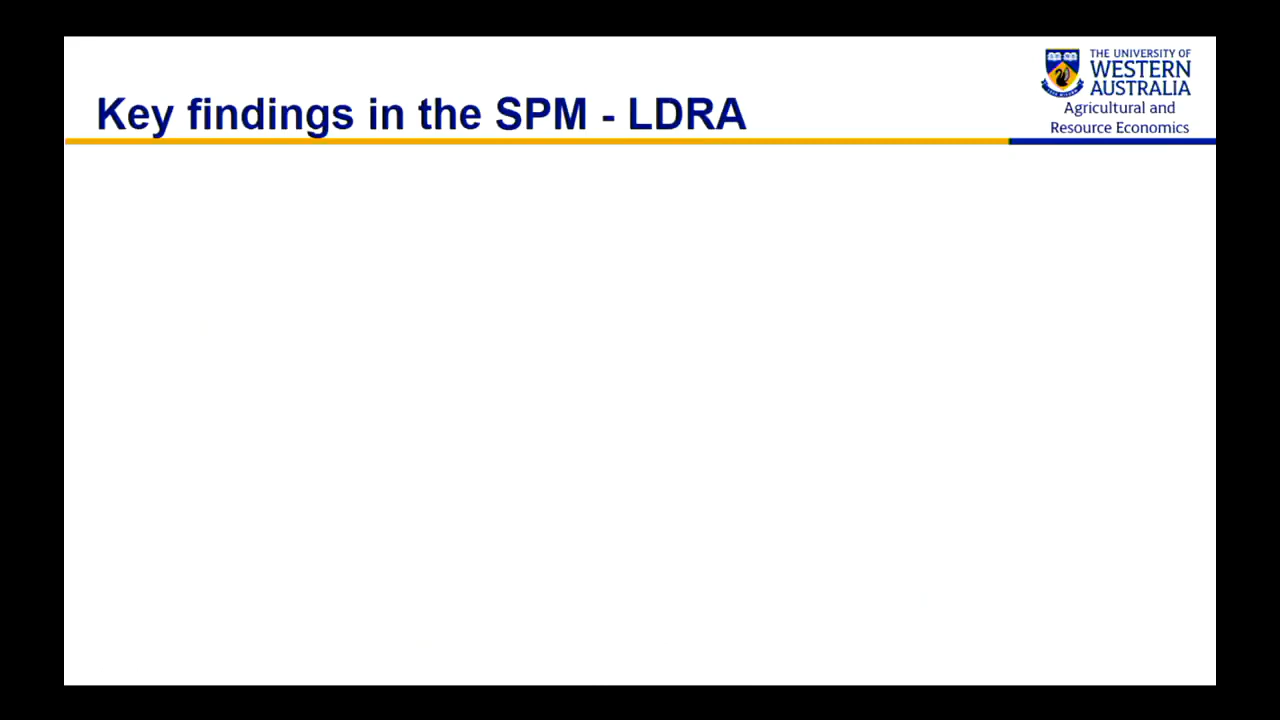 Key findings in the SPM - LDRA
THE UNIVERSITY OF
WESTERN
AUSTRALIA
Agricultural and
Resource Economics